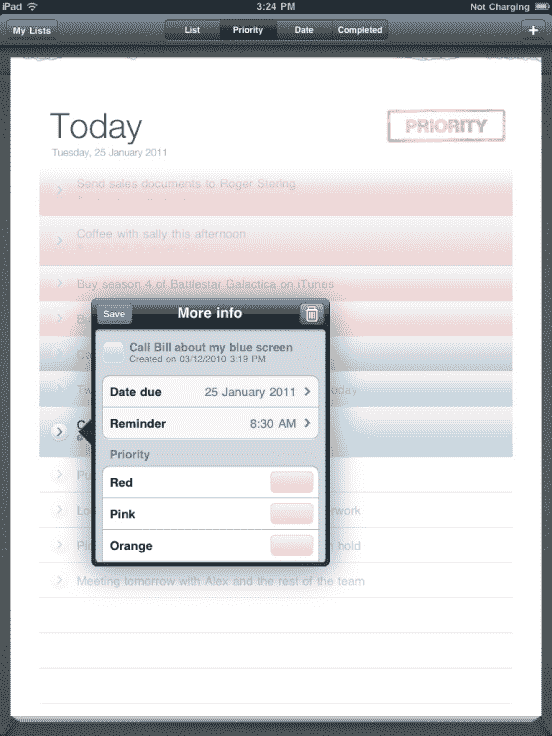 iPad 3:24 PM Not Charging
My Lists List Priority Date Completed +
Today
PRIORITY
Tuesday, 25 January 2011
Send sales documents to Roger Stering
Coffee with sally this afternoon
Buy season 4 of Battlestar Galactica on iTunes
Save More info
Call Bill about my blue screen
Created on 03/12/2010 3:19 PM
Date due 25 January 2011
Reminder 8:30 AM
Priority
Red
Pink
Orange
hold
Meeting tomorrow with Alex and the rest of the team